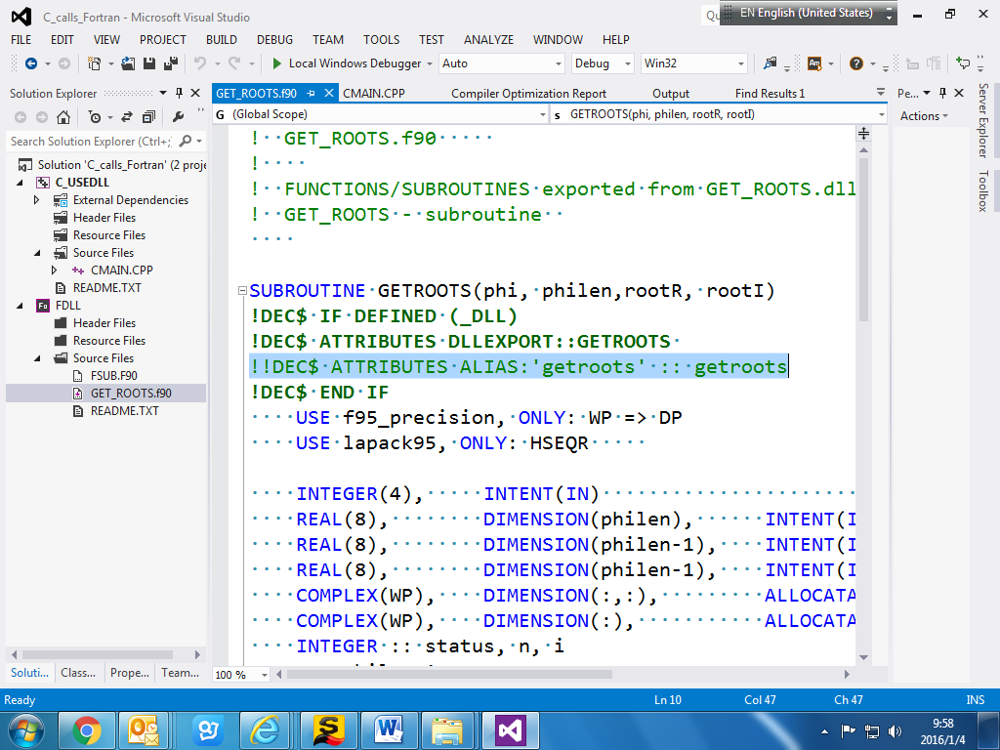 C_calls_Fortran - Microsoft Visual Studio
EN English (United States)
FILE EDIT VIEW PROJECT BUILD DEBUG TEAM TOOLS TEST ANALYZE WINDOW HELP
Local Windows Debugger Auto Debug Win32
Solution Explorer
GET_ROOTS.f90 CMAIN.CPP Compiler Optimization Report Output Find Results 1
Pe...
(Global Scope) GETROOTS(phi, philen, rootR, rootI)
Actions
Search Solution Explorer (Ctrl+;
Server Explorer
Toolbox
Solution 'C_calls_Fortran' (2 proje
C_USEDLL
External Dependencies
Header Files
Resource Files
Source Files
CMAIN.CPP
README.TXT
FDLL
Header Files
Resource Files
Source Files
FSUB.F90
GET_ROOTS.f90
README.TXT
!··GET_ROOTS.f90·····
!····
!··FUNCTIONS/SUBROUTINES·exported·from·GET_ROOTS.dll
!··GET_ROOTS·-·subroutine··
····
SUBROUTINE·GETROOTS(phi,·philen,rootR,·rootI)
!DEC$·IF·DEFINED·(_DLL)
!DEC$·ATTRIBUTES·DLLEXPORT::GETROOTS·
!!DEC$·ATTRIBUTES·ALIAS:'getroots'·::·getroots
!DEC$·END·IF
····USE·f95_precision,·ONLY:·WP·=>·DP
····USE·lapack95,·ONLY:·HSEQR·····
····INTEGER(4),·····INTENT(IN)······················
····REAL(8),········DIMENSION(philen),······INTENT(I
····REAL(8),········DIMENSION(philen-1),····INTENT(I
····REAL(8),········DIMENSION(philen-1),····INTENT(I
····COMPLEX(WP),····DIMENSION(:,:),·········ALLOCATA
····COMPLEX(WP),····DIMENSION(:),···········ALLOCATA
····INTEGER·::·status,·n,·i
Soluti... Class... Prope... Team...
100 %
Ready Ln 10 Col 47 Ch 47 INS
9:58
2016/1/4